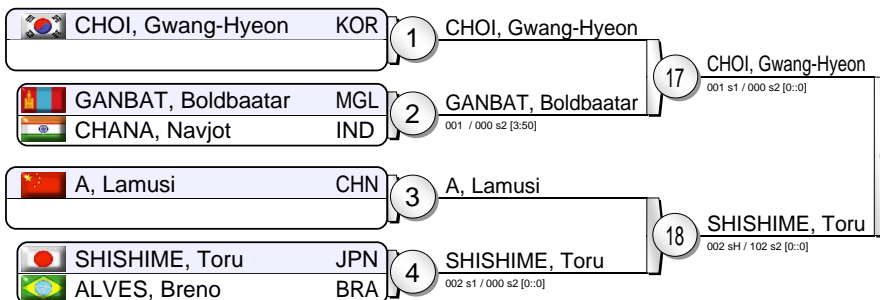 CHOI, Gwang-Hyeon KOR
1
CHOI, Gwang-Hyeon
GANBAT, Boldbaatar MGL
CHANA, Navjot IND
2
GANBAT, Boldbaatar
001 / 000 s2 [3:50]
17
CHOI, Gwang-Hyeon
001 s1 / 000 s2 [0::0]
A, Lamusi CHN
3
A, Lamusi
SHISHIME, Toru JPN
ALVES, Breno BRA
4
SHISHIME, Toru
002 s1 / 000 s2 [0::0]
18
SHISHIME, Toru
002 sH / 102 s2 [0::0]